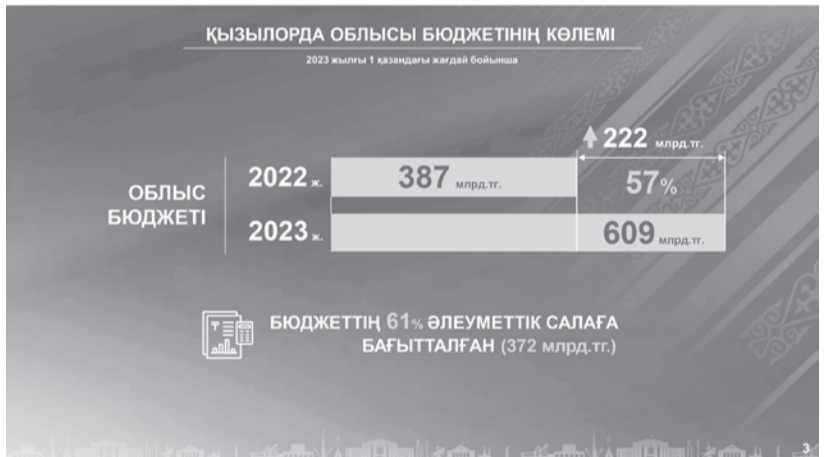 ҚЫЗЫЛОРДА ОБЛЫСЫ БЮДЖЕТІНІҢ КӨЛЕМІ
2023 жылғы 1 қазандағы жағдай бойынша
222 млрд.тг.
ОБЛЫС
БЮДЖЕТІ
2022 ж.
387 млрд.тг.
57%
2023 ж.
609 млрд.тг.
БЮДЖЕТТІҢ 61% ӘЛЕУМЕТТІК САЛАҒА
БАҒЫТТАЛҒАН (372 млрд.тг.)
3